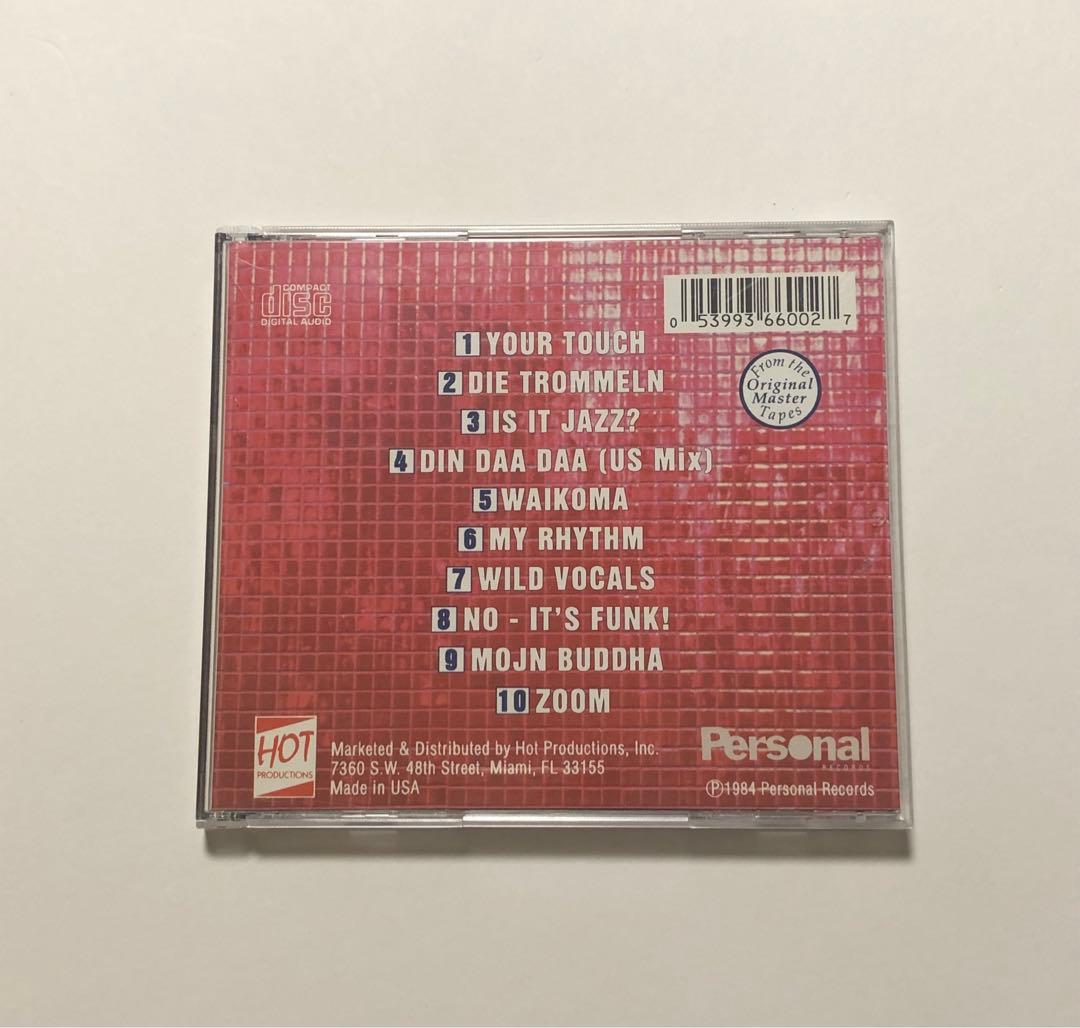 COMPACT
disc
DIGITAL AUDIO
0 53993 66002 7
From the
Original
Master
Tapes
1 YOUR TOUCH
2 DIE TROMMELN
3 IS IT JAZZ?
4 DIN DAA DAA (US Mix)
5 WAIKOMA
6 MY RHYTHM
7 WILD VOCALS
8 NO - IT'S FUNK!
9 MOJN BUDDHA
10 ZOOM
HOT
PRODUCTIONS
Marketed & Distributed by Hot Productions, Inc.
7360 S.W. 48th Street, Miami, FL 33155
Made in USA
Personal
RECORDS
Ⓟ1984 Personal Records